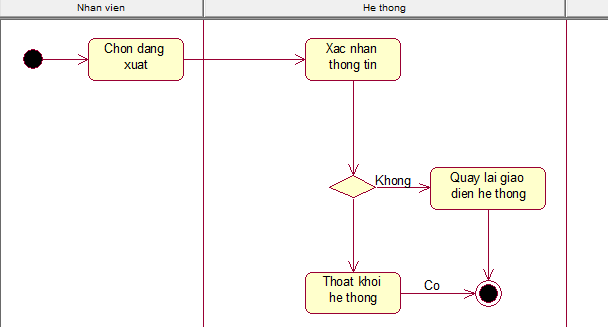 Nhan vien
He thong
Chon dang
xuat
Xac nhan
thong tin
Khong
Quay lai giao
dien he thong
Thoat khoi
he thong
Co